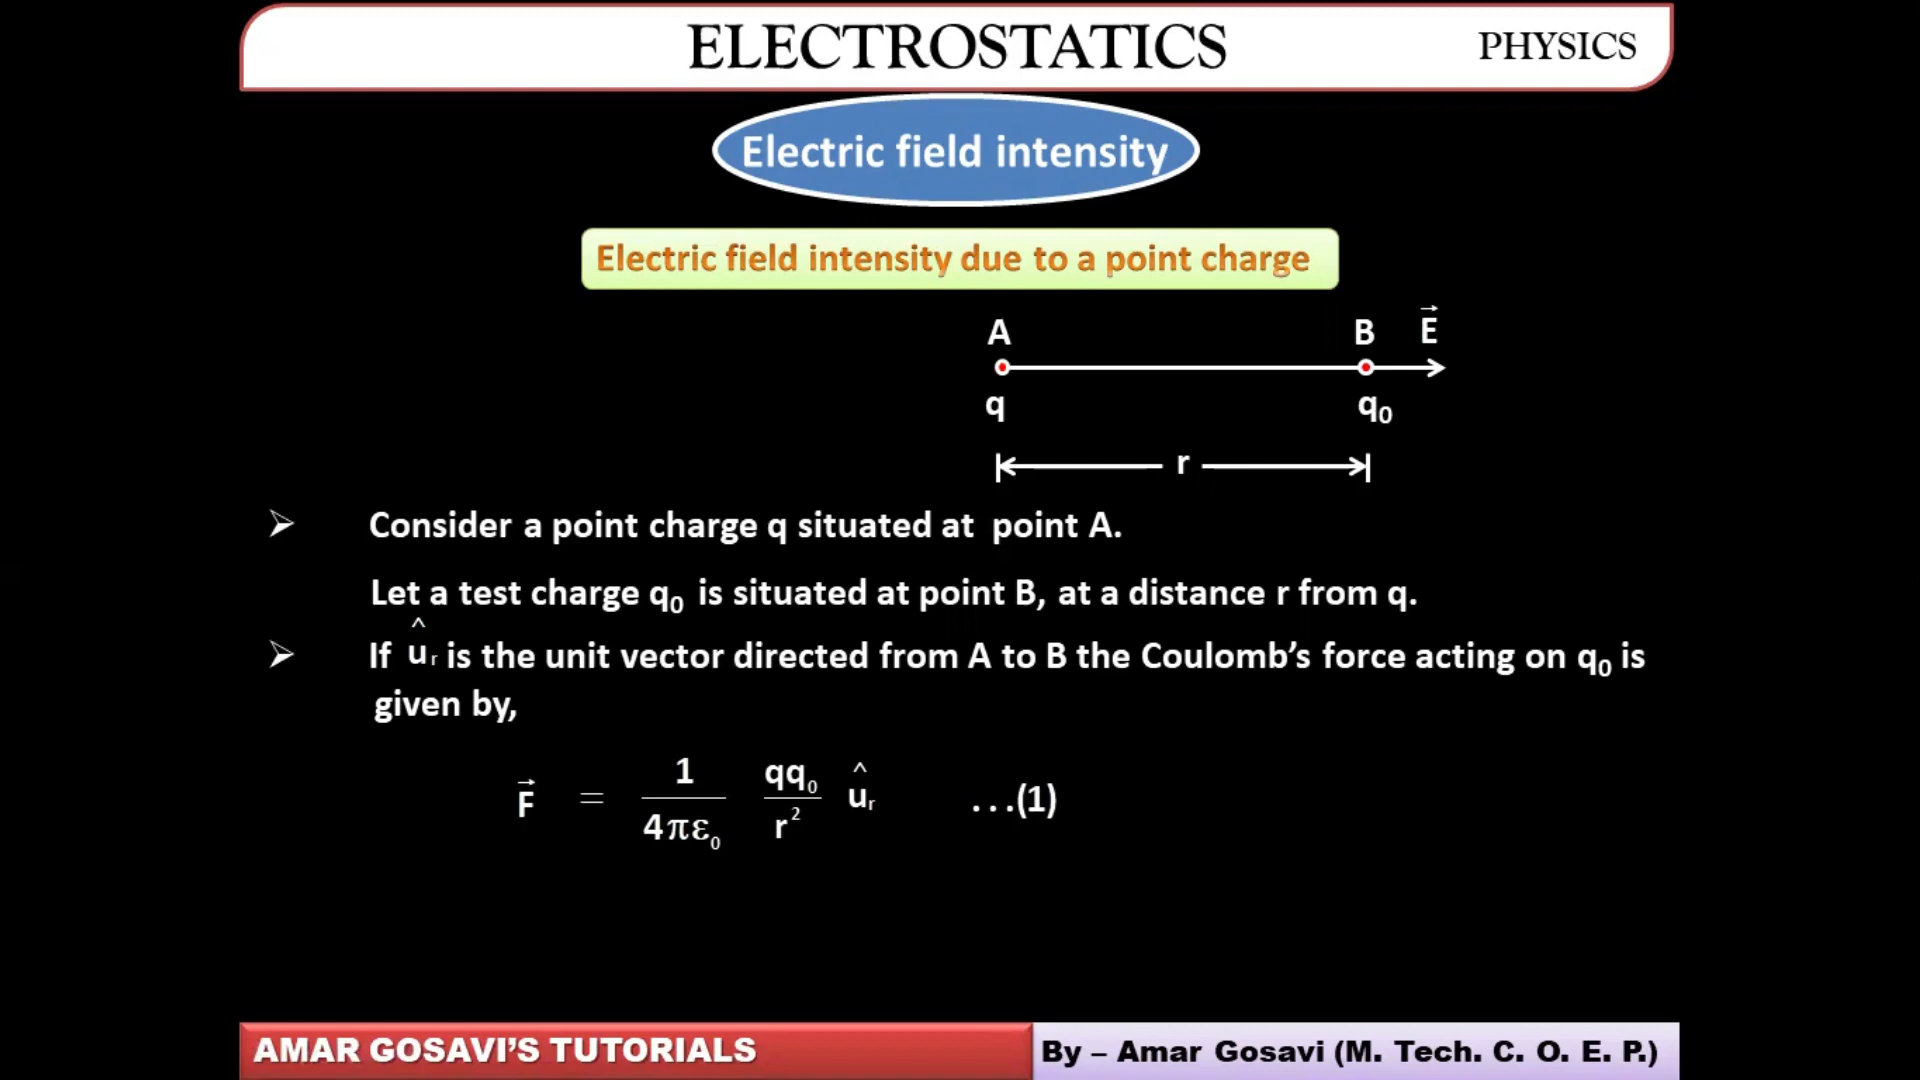 ELECTROSTATICS PHYSICS
Electric field intensity
Electric field intensity due to a point charge
A B E⃗
q q₀
r
➢ Consider a point charge q situated at point A.
Let a test charge q₀ is situated at point B, at a distance r from q.
➢ If ûᵣ is the unit vector directed from A to B the Coulomb’s force acting on q₀ is
given by,
F⃗ = 1/4πε₀ qq₀/r² ûᵣ ...(1)
AMAR GOSAVI’S TUTORIALS By – Amar Gosavi (M. Tech. C. O. E. P.)